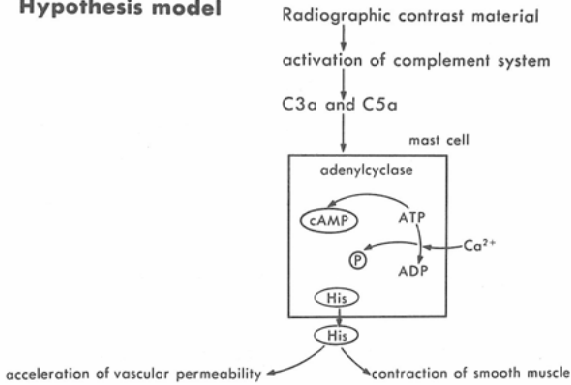 Hypothesis model
Radiographic contrast material
activation of complement system
C3a and C5a
mast cell
adenylcyclase
cAMP
ATP
Ca²⁺
P
ADP
His
His
acceleration of vascular permeability
contraction of smooth muscle